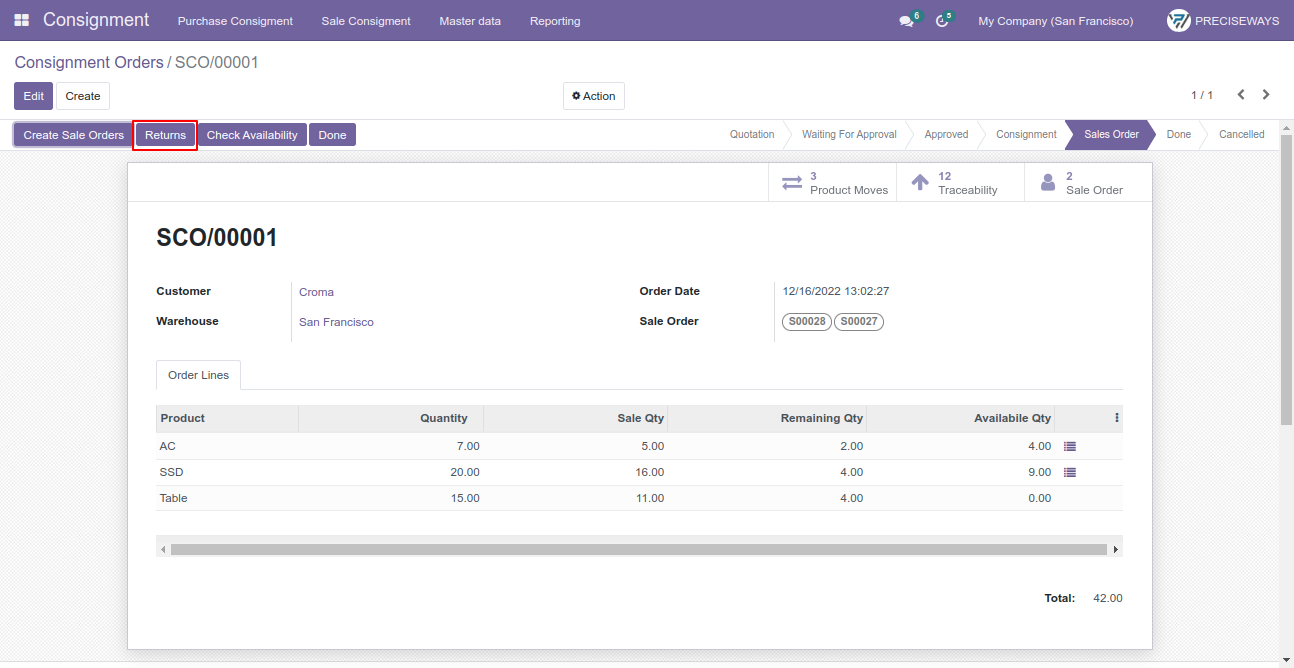 Consignment Purchase Consigment Sale Consigment Master data Reporting 6 5 My Company (San Francisco) PRECISEWAYS
Consignment Orders / SCO/00001
Edit Create Action 1 / 1
Create Sale Orders Returns Check Availability Done Quotation Waiting For Approval Approved Consignment Sales Order Done Cancelled
3 Product Moves 12 Traceability 2 Sale Order
SCO/00001
Customer Croma Order Date 12/16/2022 13:02:27
Warehouse San Francisco Sale Order S00028 S00027
Order Lines
Product Quantity Sale Qty Remaining Qty Availabile Qty
AC 7.00 5.00 2.00 4.00
SSD 20.00 16.00 4.00 9.00
Table 15.00 11.00 4.00 0.00
Total: 42.00